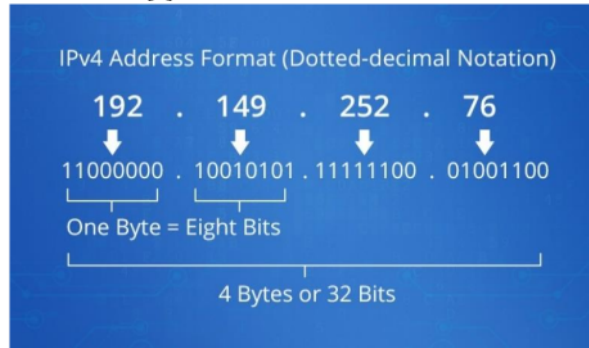 IPv4 Address Format (Dotted-decimal Notation)
192 . 149 . 252 . 76
11000000 . 10010101 . 11111100 . 01001100
One Byte = Eight Bits
4 Bytes or 32 Bits